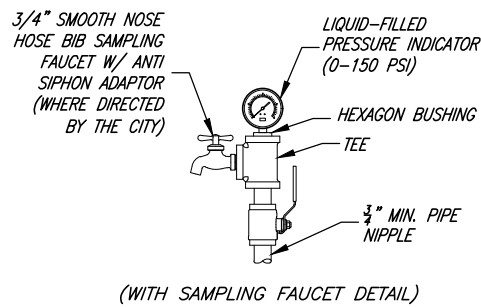 3/4" SMOOTH NOSE
HOSE BIB SAMPLING
FAUCET W/ ANTI
SIPHON ADAPTOR
(WHERE DIRECTED
BY THE CITY)
LIQUID-FILLED
PRESSURE INDICATOR
(0-150 PSI)
HEXAGON BUSHING
TEE
3/4" MIN. PIPE
NIPPLE
(WITH SAMPLING FAUCET DETAIL)